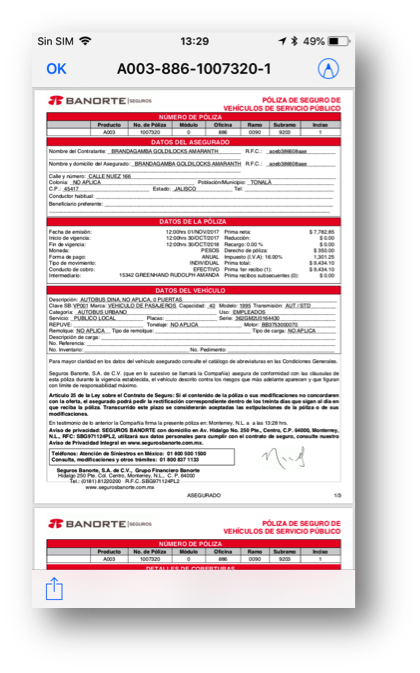 Sin SIM 13:29 49%
OK A003-886-1007320-1
BANORTE SEGUROS
PÓLIZA DE SEGURO DE
VEHÍCULOS DE SERVICIO PÚBLICO
NÚMERO DE PÓLIZA
Producto No. de Póliza Módulo Oficina Ramo Subramo Inciso
A003 1007320 0 886 0090 9203 1
DATOS DEL ASEGURADO
Nombre del Contratante: BRANDAGAMBA GOLDILOCKS AMARANTH R.F.C.:
Nombre y domicilio del Asegurado: BRANDAGAMBA GOLDILOCKS AMARANTH R.F.C.:
Calle y número: CALLE NUEZ 166
Colonia: NO APLICA Población/Municipio: TONALÁ
C.P.: 45417 Estado: JALISCO Tel:
Conductor habitual:
Beneficiario preferente:
DATOS DE LA PÓLIZA
Fecha de emisión: 12:00hrs 01/NOV/2017 Prima neta: $ 7,782.85
Inicio de vigencia: 12:00hrs 30/OCT/2017 Reducción: $ 0.00
Fin de vigencia: 12:00hrs 30/OCT/2018 Recargo: 0.00 % $ 0.00
Moneda: PESOS Derecho de póliza: $ 350.00
Forma de pago: ANUAL Impuesto (I.V.A): 16.00% 1,301.25
Tipo de movimiento: INDIVIDUAL Prima total: $ 9,434.10
Conducto de cobro: EFECTIVO Prima 1er recibo (1): $ 9,434.10
Intermediario: 15342 GREENHAND RUDOLPH AMANDA Prima recibos subsecuentes (0): $ 0.00
DATOS DEL VEHÍCULO
Descripción: AUTOBUS DINA, NO APLICA, 0 PUERTAS
Clave SB: VP001 Marca: VEHICULO DE PASAJEROS Capacidad: 42 Modelo: 1995 Transmisión: AUT / STD
Categoría: AUTOBUS URBANO Uso: EMPLEADOS
Servicio: PUBLICO LOCAL Placas: Serie: 362GMSU0164430
REPUVE: Tonelaje: NO APLICA Motor: BB3753000070
Remolque: NO APLICA Tipo de remolque: Tipo de carga: NO APLICA
Descripción de carga:
No. Referencia:
No. Inventario: No. Pedimento:
Para mayor claridad en los datos del vehículo asegurado consulte el catálogo de abreviaturas en las Condiciones Generales.
Seguros Banorte, S.A. de C.V. (que en lo sucesivo se llamará la Compañía) asegura de conformidad con las cláusulas de
esta póliza durante la vigencia establecida, el vehículo descrito contra los riesgos que más adelante aparecen y que figuran
con límite de responsabilidad máximo.
Artículo 25 de la Ley sobre el Contrato de Seguro: Si el contenido de la póliza o sus modificaciones no concordaren
con la oferta, el asegurado podrá pedir la rectificación correspondiente dentro de los treinta días que sigan al día en
que reciba la póliza. Transcurrido este plazo se considerarán aceptadas las estipulaciones de la póliza o de sus
modificaciones.
En testimonio de lo anterior la Compañía firma la presente póliza en: Monterrey, N.L. a las 13:28 hrs.
Aviso de privacidad: SEGUROS BANORTE con domicilio en Av. Hidalgo No. 250 Pte., Centro, C.P. 64000, Monterrey,
N.L., RFC: SBG971124PL2, utilizará sus datos personales para cumplir con el contrato de seguro, consulte nuestro
Aviso de Privacidad Integral en www.segurosbanorte.com.mx.
Teléfonos: Atención de Siniestros en México: 01 800 500 1500
Consulta, modificaciones y otros trámites: 01 800 837 1133
Seguros Banorte, S.A. de C.V., Grupo Financiero Banorte
Hidalgo 250 Pte. Col. Centro, Monterrey, N.L., C. P. 64000
Tel.: (0181) 81220200 R.F.C. SBG971124PL2
www.segurosbanorte.com.mx
ASEGURADO 1/3
BANORTE SEGUROS
PÓLIZA DE SEGURO DE
VEHÍCULOS DE SERVICIO PÚBLICO
NÚMERO DE PÓLIZA
Producto No. de Póliza Módulo Oficina Ramo Subramo Inciso
A003 1007320 0 886 0090 9203 1
DETALLES DE COBERTURAS